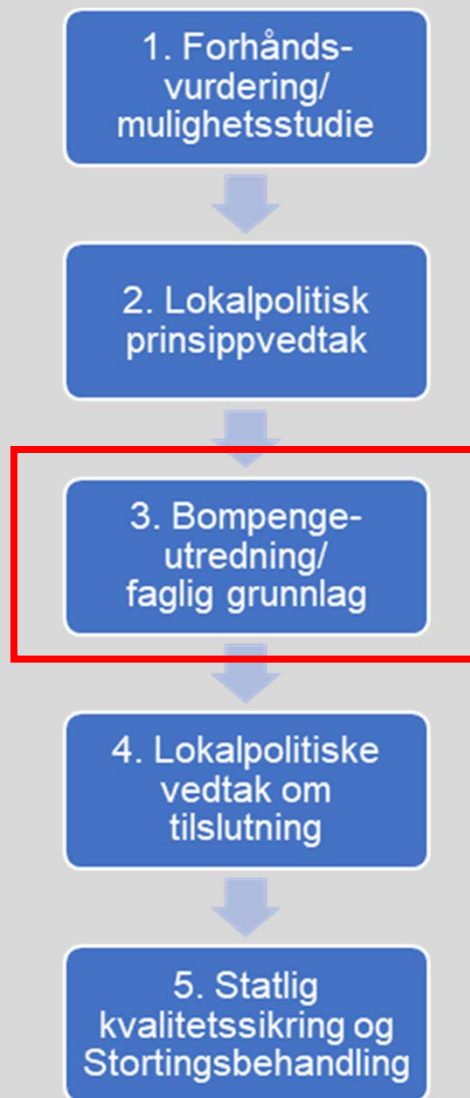 1. Forhånds-
vurdering/
mulighetsstudie
2. Lokalpolitisk
prinsippvedtak
3. Bompenge-
utredning/
faglig grunnlag
4. Lokalpolitiske
vedtak om
tilslutning
5. Statlig
kvalitetssikring og
Stortingsbehandling